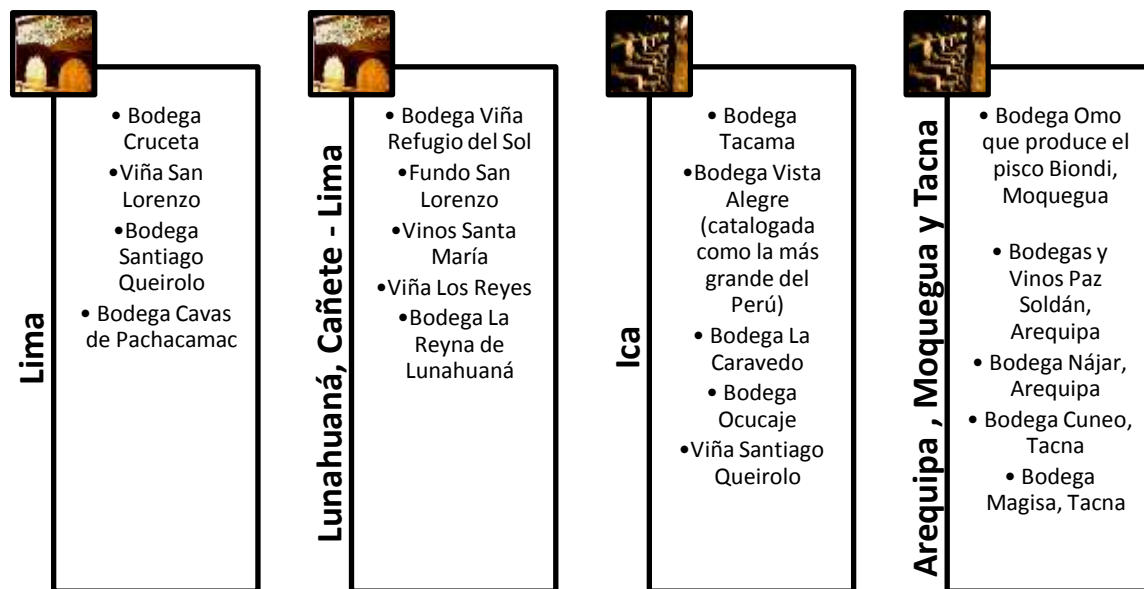 Lima
• Bodega
Cruceta
•Viña San
Lorenzo
•Bodega
Santiago
Queirolo
• Bodega Cavas
de Pachacamac
Lunahuaná, Cañete - Lima
• Bodega Viña
Refugio del Sol
•Fundo San
Lorenzo
•Vinos Santa
María
•Viña Los Reyes
•Bodega La
Reyna de
Lunahuaná
Ica
• Bodega
Tacama
•Bodega Vista
Alegre
(catalogada
como la más
grande del
Perú)
• Bodega La
Caravedo
• Bodega
Ocucaje
•Viña Santiago
Queirolo
Arequipa , Moquegua y Tacna
• Bodega Omo
que produce el
pisco Biondi,
Moquegua
• Bodegas y
Vinos Paz
Soldán,
Arequipa
• Bodega Nájar,
Arequipa
• Bodega Cuneo,
Tacna
• Bodega
Magisa, Tacna